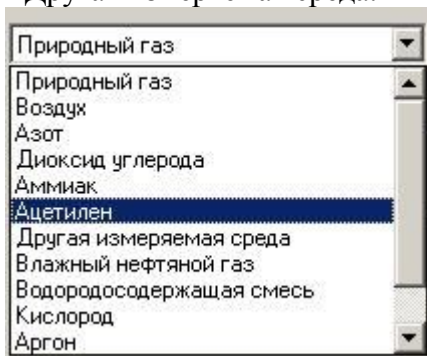 Природный газ
Природный газ
Воздух
Азот
Диоксид углерода
Аммиак
Ацетилен
Другая измеряемая среда
Влажный нефтяной газ
Водородосодержащая смесь
Кислород
Аргон